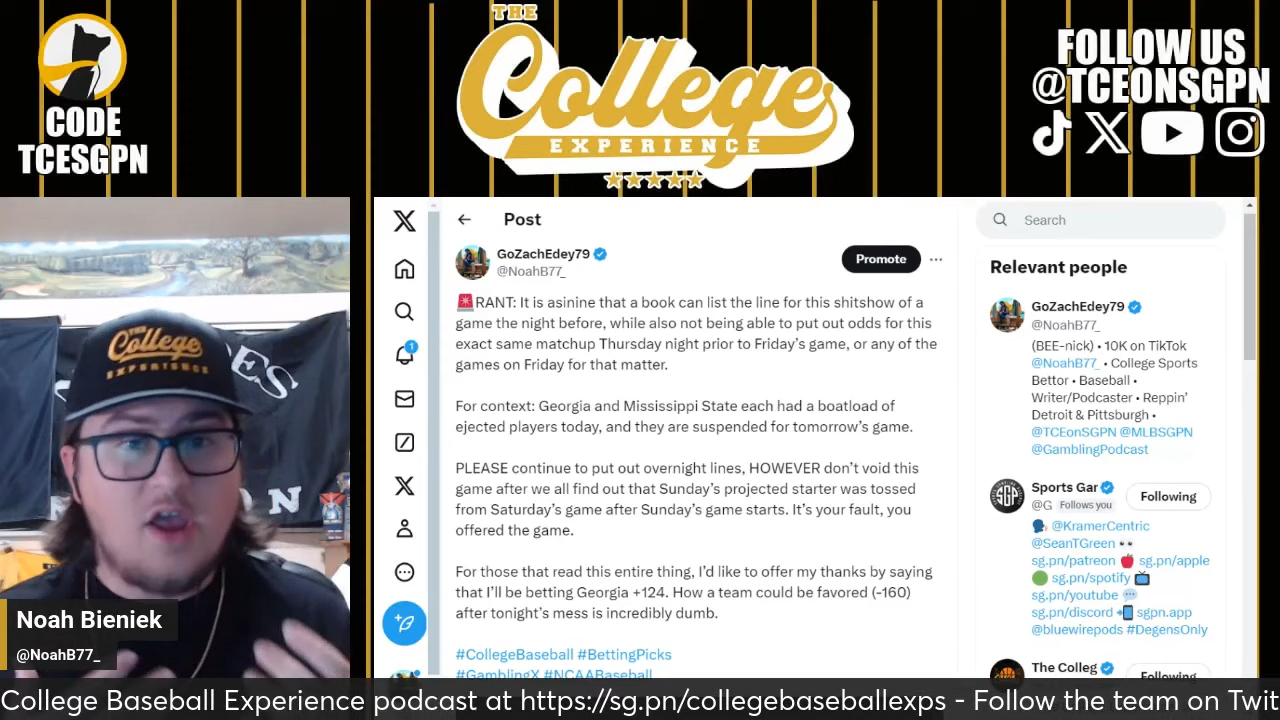 CODE
TCESGPN
THE
College
EXPERIENCE
FOLLOW US
@TCEONSGPN
THE
College
EXPERIENCE
ES
ON
Noah Bieniek
@NoahB77_
Post
GoZachEdey79
@NoahB77_
Promote
🚨RANT: It is asinine that a book can list the line for this shitshow of a
game the night before, while also not being able to put out odds for this
exact same matchup Thursday night prior to Friday’s game, or any of the
games on Friday for that matter.
For context: Georgia and Mississippi State each had a boatload of
ejected players today, and they are suspended for tomorrow’s game.
PLEASE continue to put out overnight lines, HOWEVER don’t void this
game after we all find out that Sunday’s projected starter was tossed
from Saturday’s game after Sunday’s game starts. It’s your fault, you
offered the game.
For those that read this entire thing, I’d like to offer my thanks by saying
that I’ll be betting Georgia +124. How a team could be favored (-160)
after tonight’s mess is incredibly dumb.
#CollegeBaseball #BettingPicks
#GamblingX #NCAABaseball
1
Search
Relevant people
GoZachEdey79
@NoahB77_
(BEE-nick) • 10K on TikTok
@NoahB77_ • College Sports
Bettor • Baseball •
Writer/Podcaster • Reppin’
Detroit & Pittsburgh •
@TCEonSGPN @MLBSGPN
@GamblingPodcast
SGP
Sports Gar
Following
@G Follows you
🗣️ @KramerCentric
@SeanTGreen 👀
sg.pn/patreon 🍎 sg.pn/apple
🟢 sg.pn/spotify 📺
sg.pn/youtube 💬
sg.pn/discord 📲 sgpn.app
@bluewirepods #DegensOnly
The Colleg
Following
College Baseball Experience podcast at https://sg.pn/collegebaseballexps - Follow the team on Twit